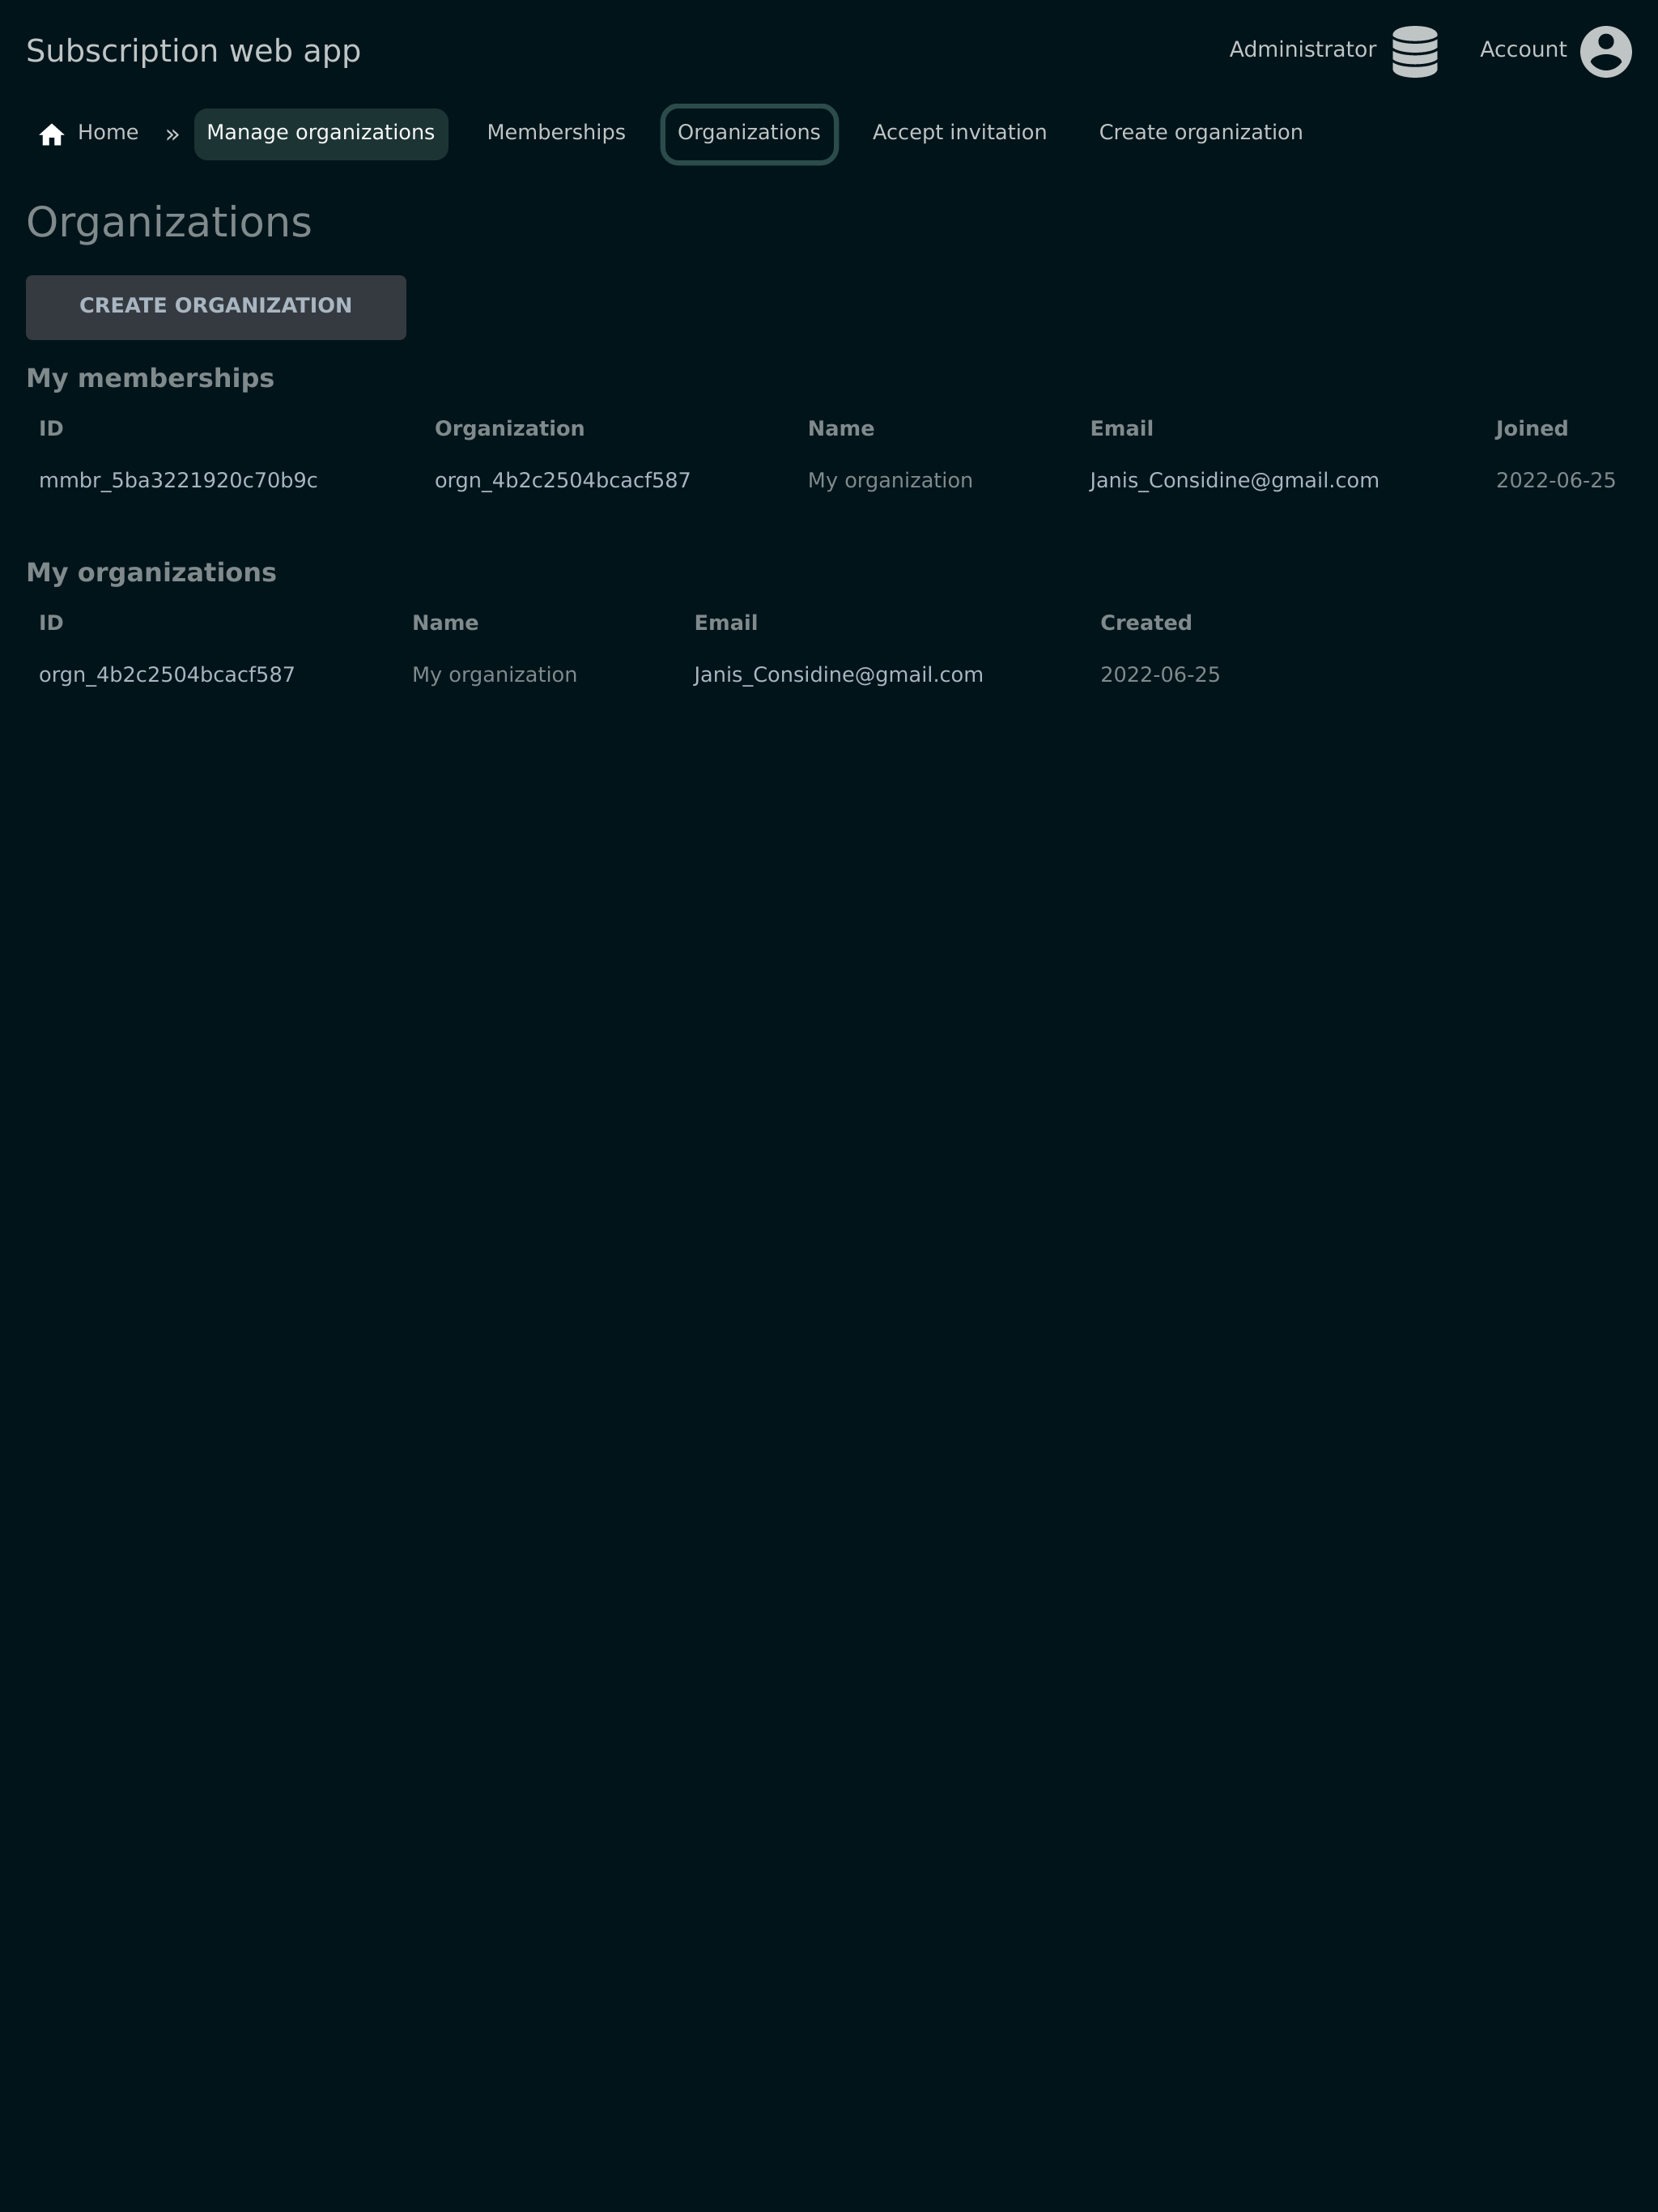 Subscription web app Administrator Account
Home » Manage organizations Memberships Organizations Accept invitation Create organization
Organizations
CREATE ORGANIZATION
My memberships
ID Organization Name Email Joined
mmbr_5ba3221920c70b9c orgn_4b2c2504bcacf587 My organization Janis_Considine@gmail.com 2022-06-25
My organizations
ID Name Email Created
orgn_4b2c2504bcacf587 My organization Janis_Considine@gmail.com 2022-06-25